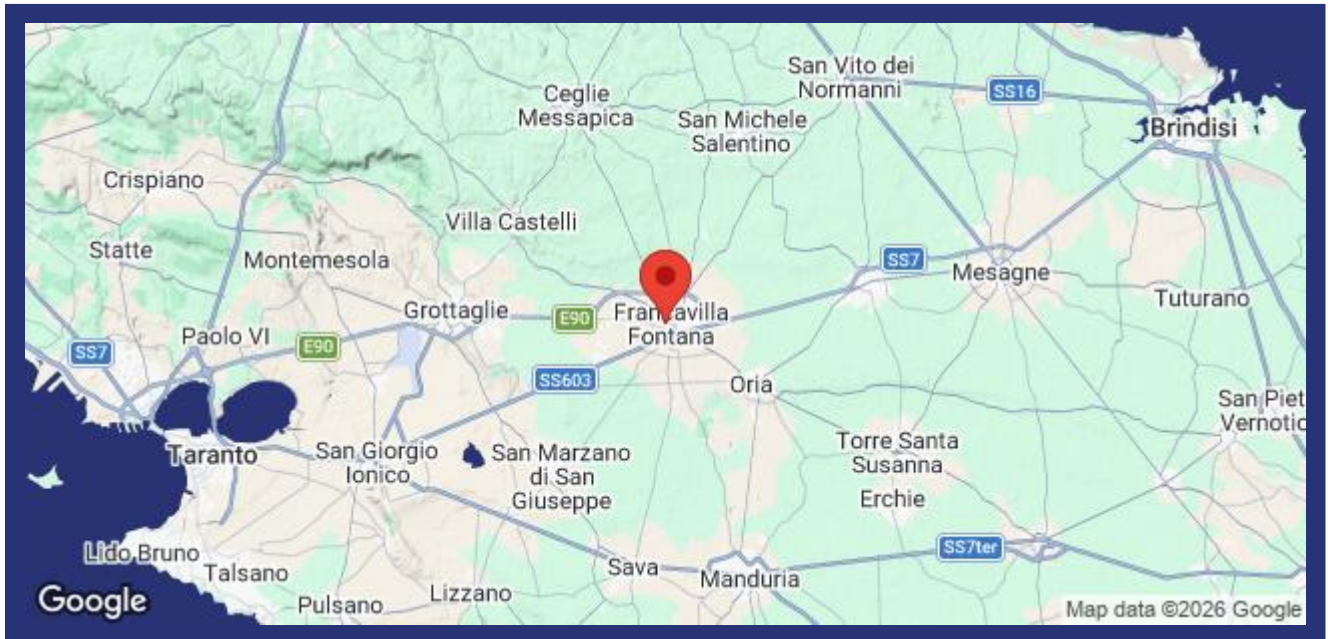 San Vito dei
Normanni
SS16
Ceglie
Messapica
San Michele
Salentino
Brindisi
Crispiano
Villa Castelli
Statte
Montemesola
SS7
Mesagne
Tuturano
Grottaglie
E90
Francavilla
Fontana
Paolo VI
E90
SS7
SS603
Oria
San Piet
Vernotic
Taranto
San Giorgio
Ionico
San Marzano
di San
Giuseppe
Torre Santa
Susanna
Erchie
SS7ter
Lido Bruno
Talsano
Sava
Manduria
Lizzano
Pulsano
Google
Map data ©2026 Google